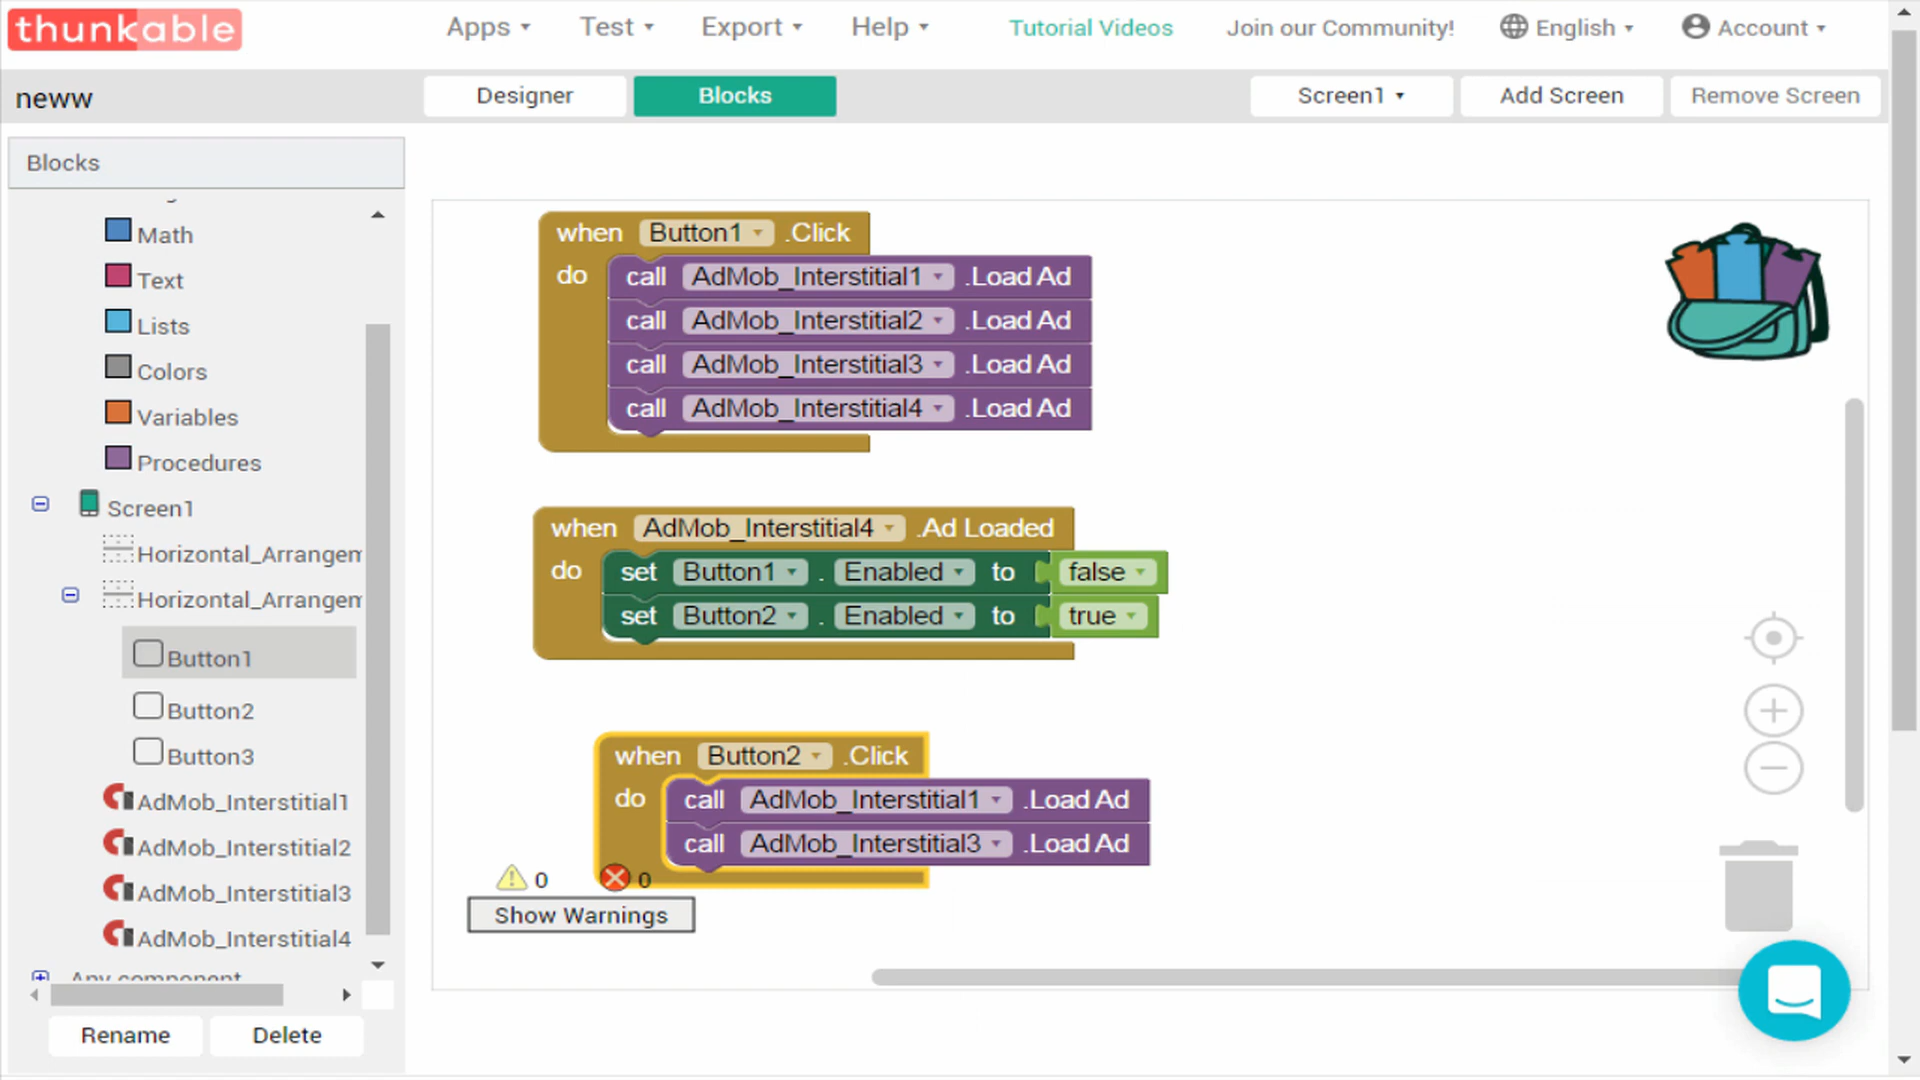 thunkable
Apps Test Export Help Tutorial Videos Join our Community! English Account
neww Designer Blocks Screen1 Add Screen Remove Screen
Blocks
Math
Text
Lists
Colors
Variables
Procedures
Screen1
Horizontal_Arrangem
Horizontal_Arrangem
Button1
Button2
Button3
AdMob_Interstitial1
AdMob_Interstitial2
AdMob_Interstitial3
AdMob_Interstitial4
Any component
Rename Delete
when Button1 .Click
do call AdMob_Interstitial1 .Load Ad
call AdMob_Interstitial2 .Load Ad
call AdMob_Interstitial3 .Load Ad
call AdMob_Interstitial4 .Load Ad
when AdMob_Interstitial4 .Ad Loaded
do set Button1 . Enabled to false
set Button2 . Enabled to true
when Button2 .Click
do call AdMob_Interstitial1 .Load Ad
call AdMob_Interstitial3 .Load Ad
0 0
Show Warnings